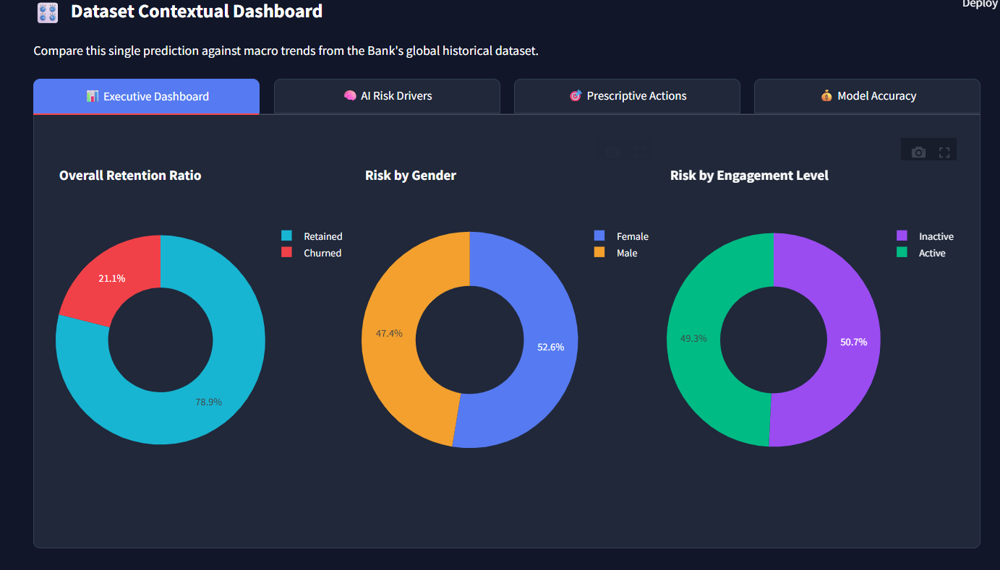 Deploy
Dataset Contextual Dashboard
Compare this single prediction against macro trends from the Bank's global historical dataset.
Executive Dashboard
AI Risk Drivers
Prescriptive Actions
Model Accuracy
Overall Retention Ratio
Retained
Churned
21.1%
78.9%
Risk by Gender
Female
Male
47.4%
52.6%
Risk by Engagement Level
Inactive
Active
49.3%
50.7%